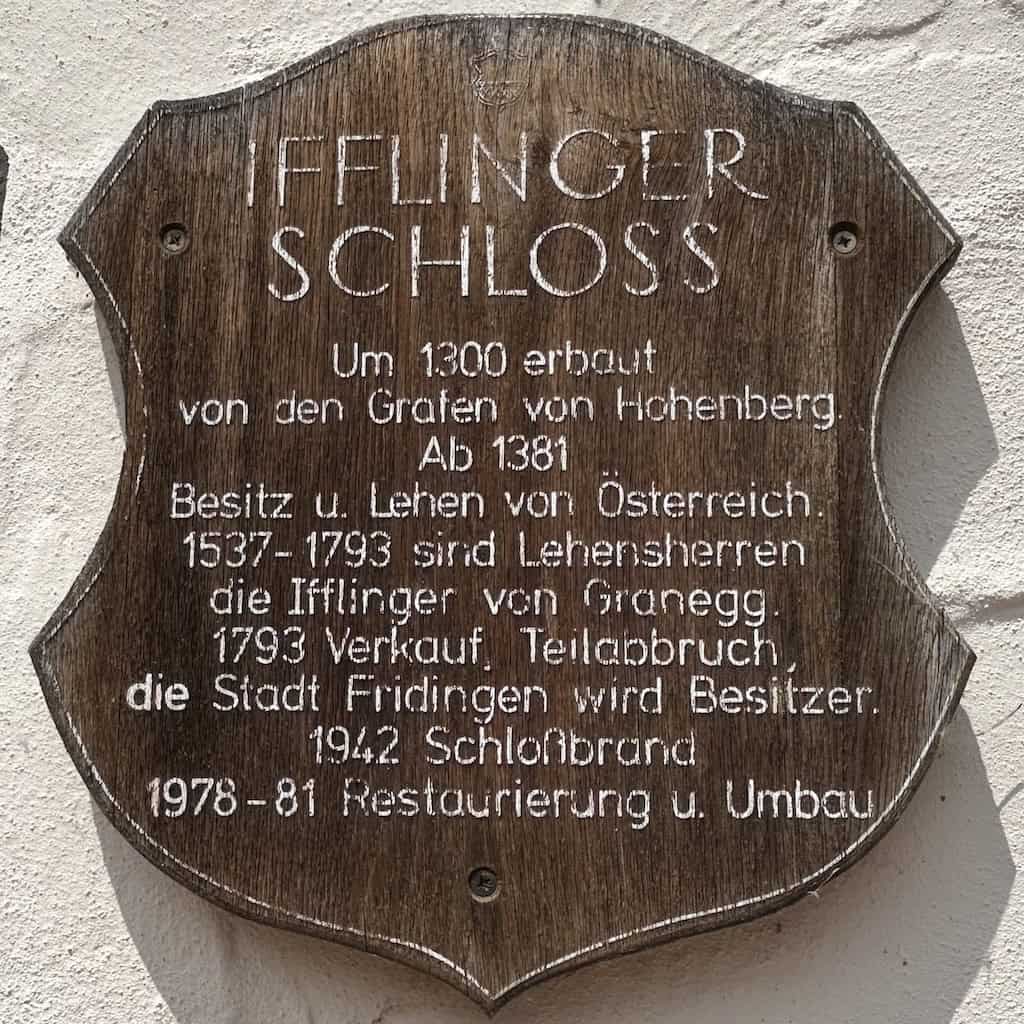 IFFLINGER
SCHLOSS
Um 1300 erbaut
von den Grafen von Hohenberg.
Ab 1381
Besitz u. Lehen von Österreich.
1537-1793 sind Lehensherren
die Ifflinger von Granegg.
1793 Verkauf, Teilabbruch,
die Stadt Fridingen wird Besitzer.
1942 Schloßbrand
1978-81 Restaurierung u. Umbau